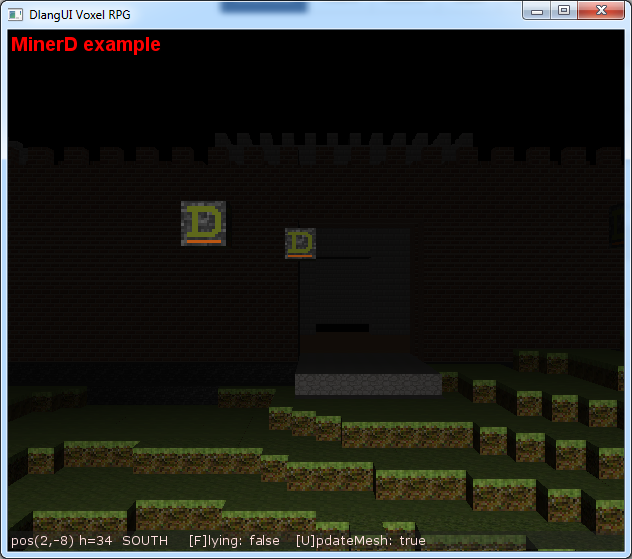 DlangUI Voxel RPG
MinerD example
D
D
pos(2,-8) h=34 SOUTH [F]lying: false [U]pdateMesh: true